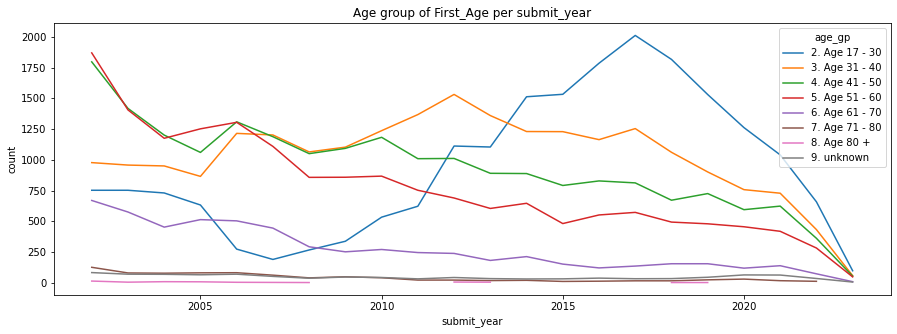 Age group of First_Age per submit_year
count
2000
1750
1500
1250
1000
750
500
250
0
2005
2010
2015
2020
submit_year
age_gp
2. Age 17 - 30
3. Age 31 - 40
4. Age 41 - 50
5. Age 51 - 60
6. Age 61 - 70
7. Age 71 - 80
8. Age 80 +
9. unknown